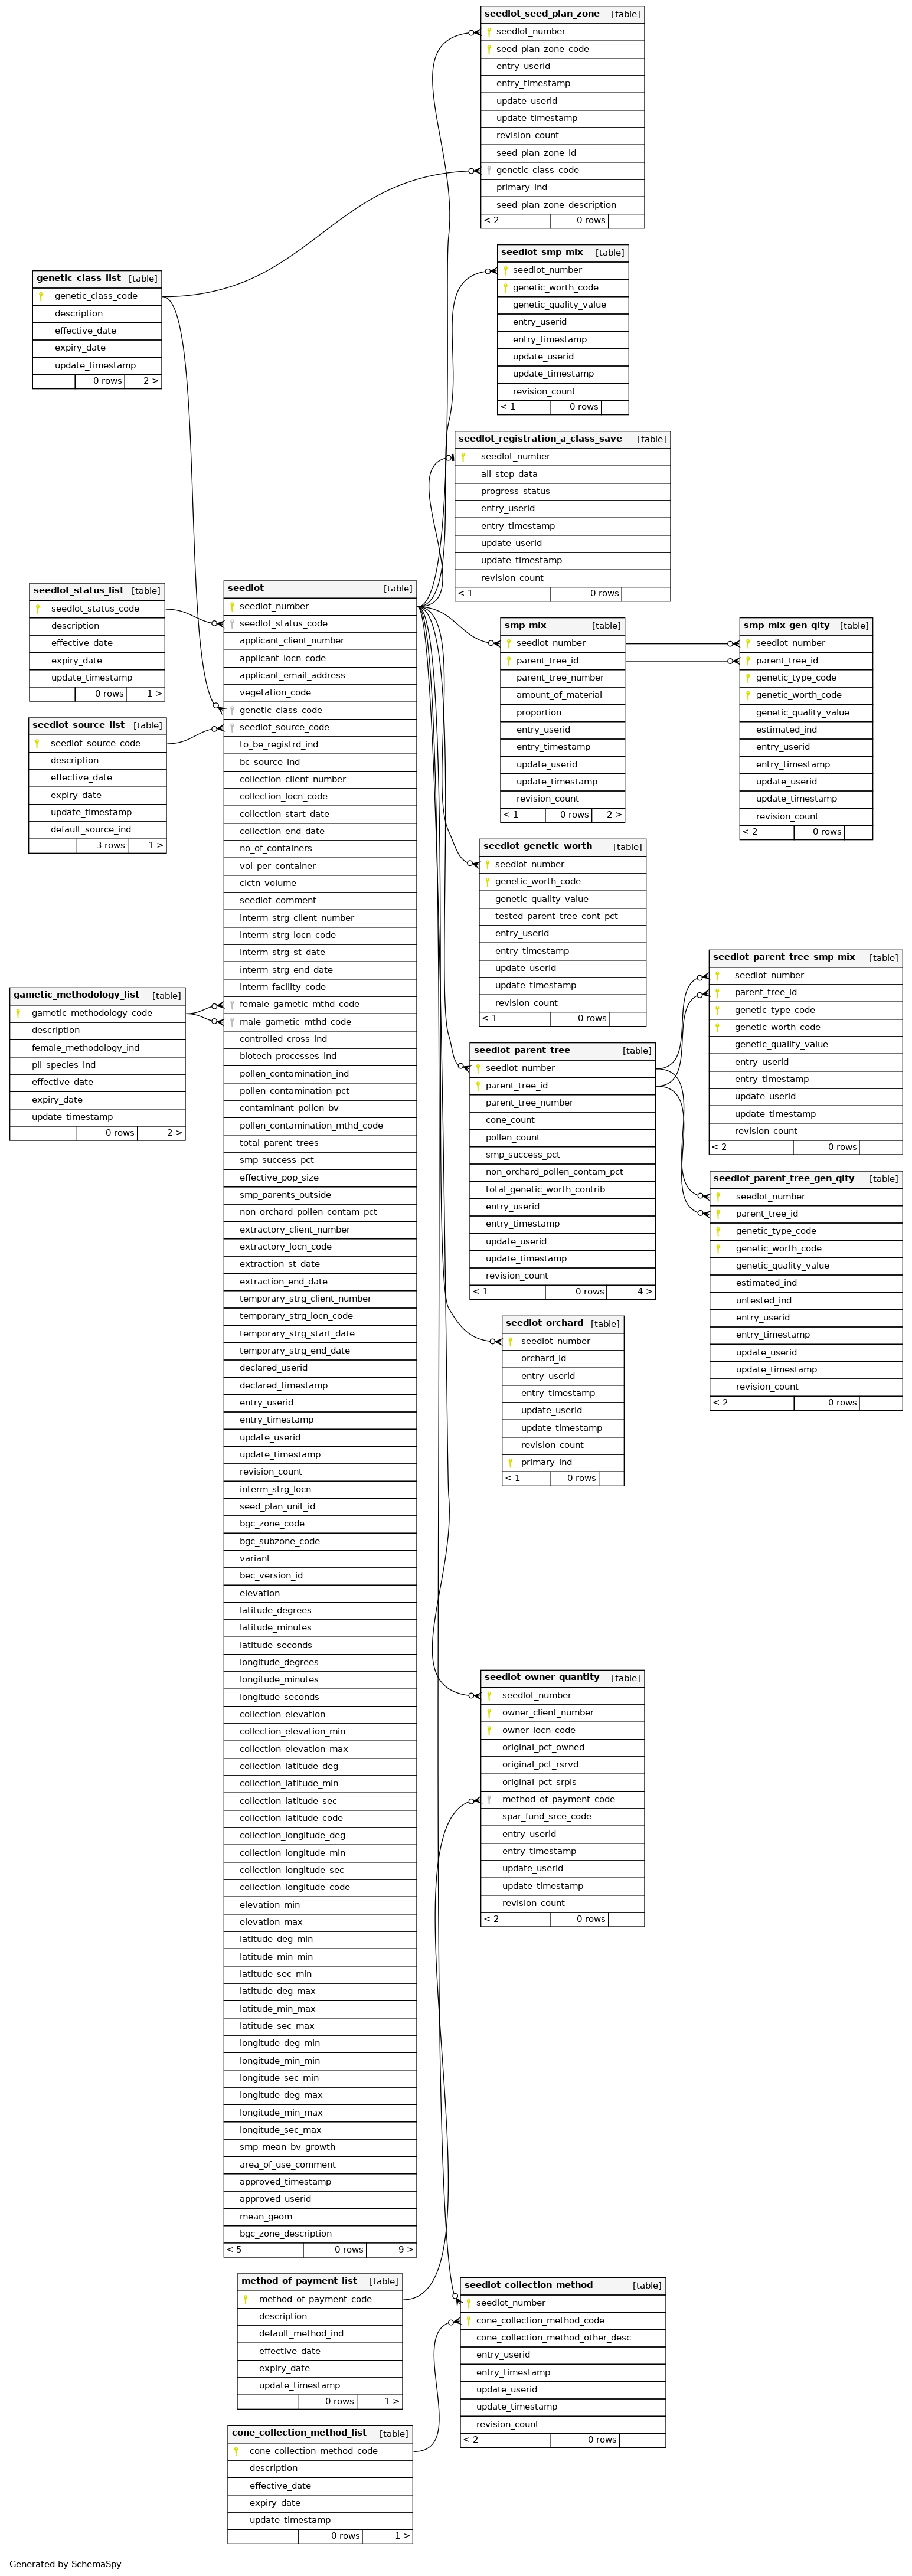 seedlot_seed_plan_zone [table]
seedlot_number
seed_plan_zone_code
entry_userid
entry_timestamp
update_userid
update_timestamp
revision_count
seed_plan_zone_id
genetic_class_code
primary_ind
seed_plan_zone_description
< 2 0 rows
seedlot_smp_mix [table]
seedlot_number
genetic_worth_code
genetic_quality_value
entry_userid
entry_timestamp
update_userid
update_timestamp
revision_count
< 1 0 rows
genetic_class_list [table]
genetic_class_code
description
effective_date
expiry_date
update_timestamp
0 rows 2 >
seedlot_registration_a_class_save [table]
seedlot_number
all_step_data
progress_status
entry_userid
entry_timestamp
update_userid
update_timestamp
revision_count
< 1 0 rows
seedlot_status_list [table]
seedlot_status_code
description
effective_date
expiry_date
update_timestamp
0 rows 1 >
seedlot_source_list [table]
seedlot_source_code
description
effective_date
expiry_date
update_timestamp
default_source_ind
3 rows 1 >
gametic_methodology_list [table]
gametic_methodology_code
description
female_methodology_ind
pli_species_ind
effective_date
expiry_date
update_timestamp
0 rows 2 >
seedlot [table]
seedlot_number
seedlot_status_code
applicant_client_number
applicant_locn_code
applicant_email_address
vegetation_code
genetic_class_code
seedlot_source_code
to_be_registrd_ind
bc_source_ind
collection_client_number
collection_locn_code
collection_start_date
collection_end_date
no_of_containers
vol_per_container
clctn_volume
seedlot_comment
interm_strg_client_number
interm_strg_locn_code
interm_strg_st_date
interm_strg_end_date
interm_facility_code
female_gametic_mthd_code
male_gametic_mthd_code
controlled_cross_ind
biotech_processes_ind
pollen_contamination_ind
pollen_contamination_pct
contaminant_pollen_bv
pollen_contamination_mthd_code
total_parent_trees
smp_success_pct
effective_pop_size
smp_parents_outside
non_orchard_pollen_contam_pct
extractory_client_number
extractory_locn_code
extraction_st_date
extraction_end_date
temporary_strg_client_number
temporary_strg_locn_code
temporary_strg_start_date
temporary_strg_end_date
declared_userid
declared_timestamp
entry_userid
entry_timestamp
update_userid
update_timestamp
revision_count
interm_strg_locn
seed_plan_unit_id
bgc_zone_code
bgc_subzone_code
variant
bec_version_id
elevation
latitude_degrees
latitude_minutes
latitude_seconds
longitude_degrees
longitude_minutes
longitude_seconds
collection_elevation
collection_elevation_min
collection_elevation_max
collection_latitude_deg
collection_latitude_min
collection_latitude_sec
collection_latitude_code
collection_longitude_deg
collection_longitude_min
collection_longitude_sec
collection_longitude_code
elevation_min
elevation_max
latitude_deg_min
latitude_min_min
latitude_sec_min
latitude_deg_max
latitude_min_max
latitude_sec_max
longitude_deg_min
longitude_min_min
longitude_sec_min
longitude_deg_max
longitude_min_max
longitude_sec_max
smp_mean_bv_growth
area_of_use_comment
approved_timestamp
approved_userid
mean_geom
bgc_zone_description
< 5 0 rows 9 >
smp_mix [table]
seedlot_number
parent_tree_id
parent_tree_number
amount_of_material
proportion
entry_userid
entry_timestamp
update_userid
update_timestamp
revision_count
< 1 0 rows 2 >
smp_mix_gen_qlty [table]
seedlot_number
parent_tree_id
genetic_type_code
genetic_worth_code
genetic_quality_value
estimated_ind
entry_userid
entry_timestamp
update_userid
update_timestamp
revision_count
< 2 0 rows
seedlot_genetic_worth [table]
seedlot_number
genetic_worth_code
genetic_quality_value
tested_parent_tree_cont_pct
entry_userid
entry_timestamp
update_userid
update_timestamp
revision_count
< 1 0 rows
seedlot_parent_tree_smp_mix [table]
seedlot_number
parent_tree_id
genetic_type_code
genetic_worth_code
genetic_quality_value
entry_userid
entry_timestamp
update_userid
update_timestamp
revision_count
< 2 0 rows
seedlot_parent_tree [table]
seedlot_number
parent_tree_id
parent_tree_number
cone_count
pollen_count
smp_success_pct
non_orchard_pollen_contam_pct
total_genetic_worth_contrib
entry_userid
entry_timestamp
update_userid
update_timestamp
revision_count
< 1 0 rows 4 >
seedlot_parent_tree_gen_qlty [table]
seedlot_number
parent_tree_id
genetic_type_code
genetic_worth_code
genetic_quality_value
estimated_ind
untested_ind
entry_userid
entry_timestamp
update_userid
update_timestamp
revision_count
< 2 0 rows
seedlot_orchard [table]
seedlot_number
orchard_id
entry_userid
entry_timestamp
update_userid
update_timestamp
revision_count
primary_ind
< 1 0 rows
seedlot_owner_quantity [table]
seedlot_number
owner_client_number
owner_locn_code
original_pct_owned
original_pct_rsrvd
original_pct_srpls
method_of_payment_code
spar_fund_srce_code
entry_userid
entry_timestamp
update_userid
update_timestamp
revision_count
< 2 0 rows
method_of_payment_list [table]
method_of_payment_code
description
default_method_ind
effective_date
expiry_date
update_timestamp
0 rows 1 >
seedlot_collection_method [table]
seedlot_number
cone_collection_method_code
cone_collection_method_other_desc
entry_userid
entry_timestamp
update_userid
update_timestamp
revision_count
< 2 0 rows
cone_collection_method_list [table]
cone_collection_method_code
description
effective_date
expiry_date
update_timestamp
0 rows 1 >
Generated by SchemaSpy